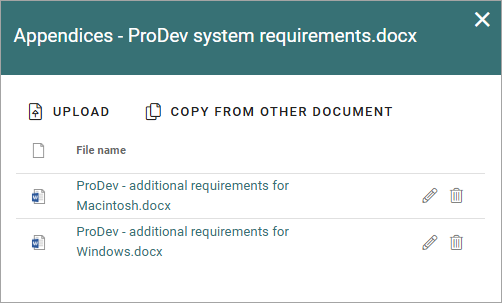 Appendices - ProDev system requirements.docx
UPLOAD
COPY FROM OTHER DOCUMENT
File name
ProDev - additional requirements for
Macintosh.docx
ProDev - additional requirements for
Windows.docx